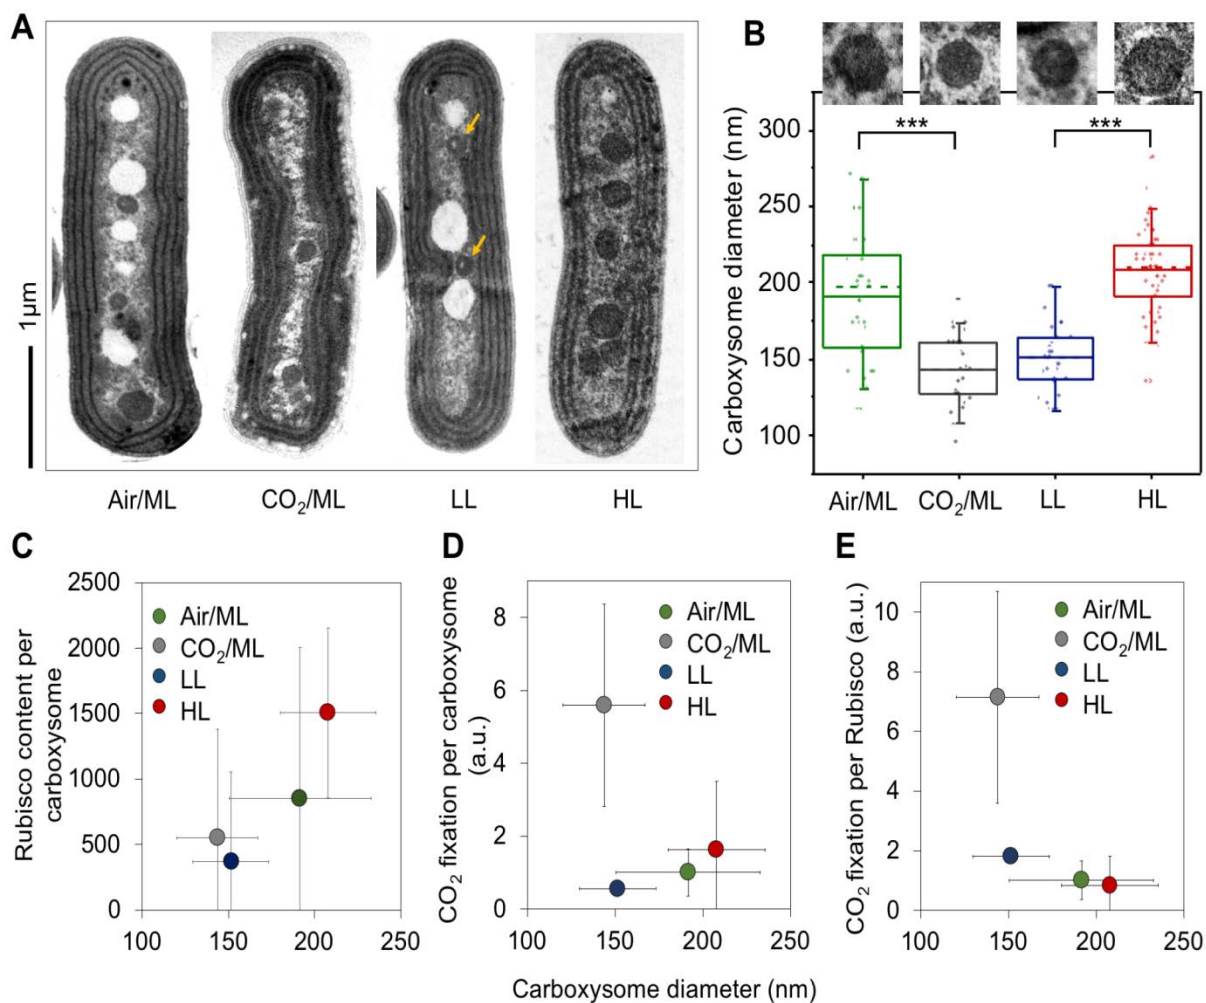 A
1µm
Air/ML
CO₂/ML
LL
HL
B
Carboxysome diameter (nm)
300
250
200
150
100
***
***
Air/ML
CO₂/ML
LL
HL
C
Rubisco content per
carboxysome
2500
2000
1500
1000
500
0
Air/ML
CO₂/ML
LL
HL
100
150
200
250
D
CO₂ fixation per carboxysome
(a.u.)
8
6
4
2
0
Air/ML
CO₂/ML
LL
HL
100
150
200
250
E
CO₂ fixation per Rubisco (a.u.)
10
8
6
4
2
0
Air/ML
CO₂/ML
LL
HL
100
150
200
250
Carboxysome diameter (nm)